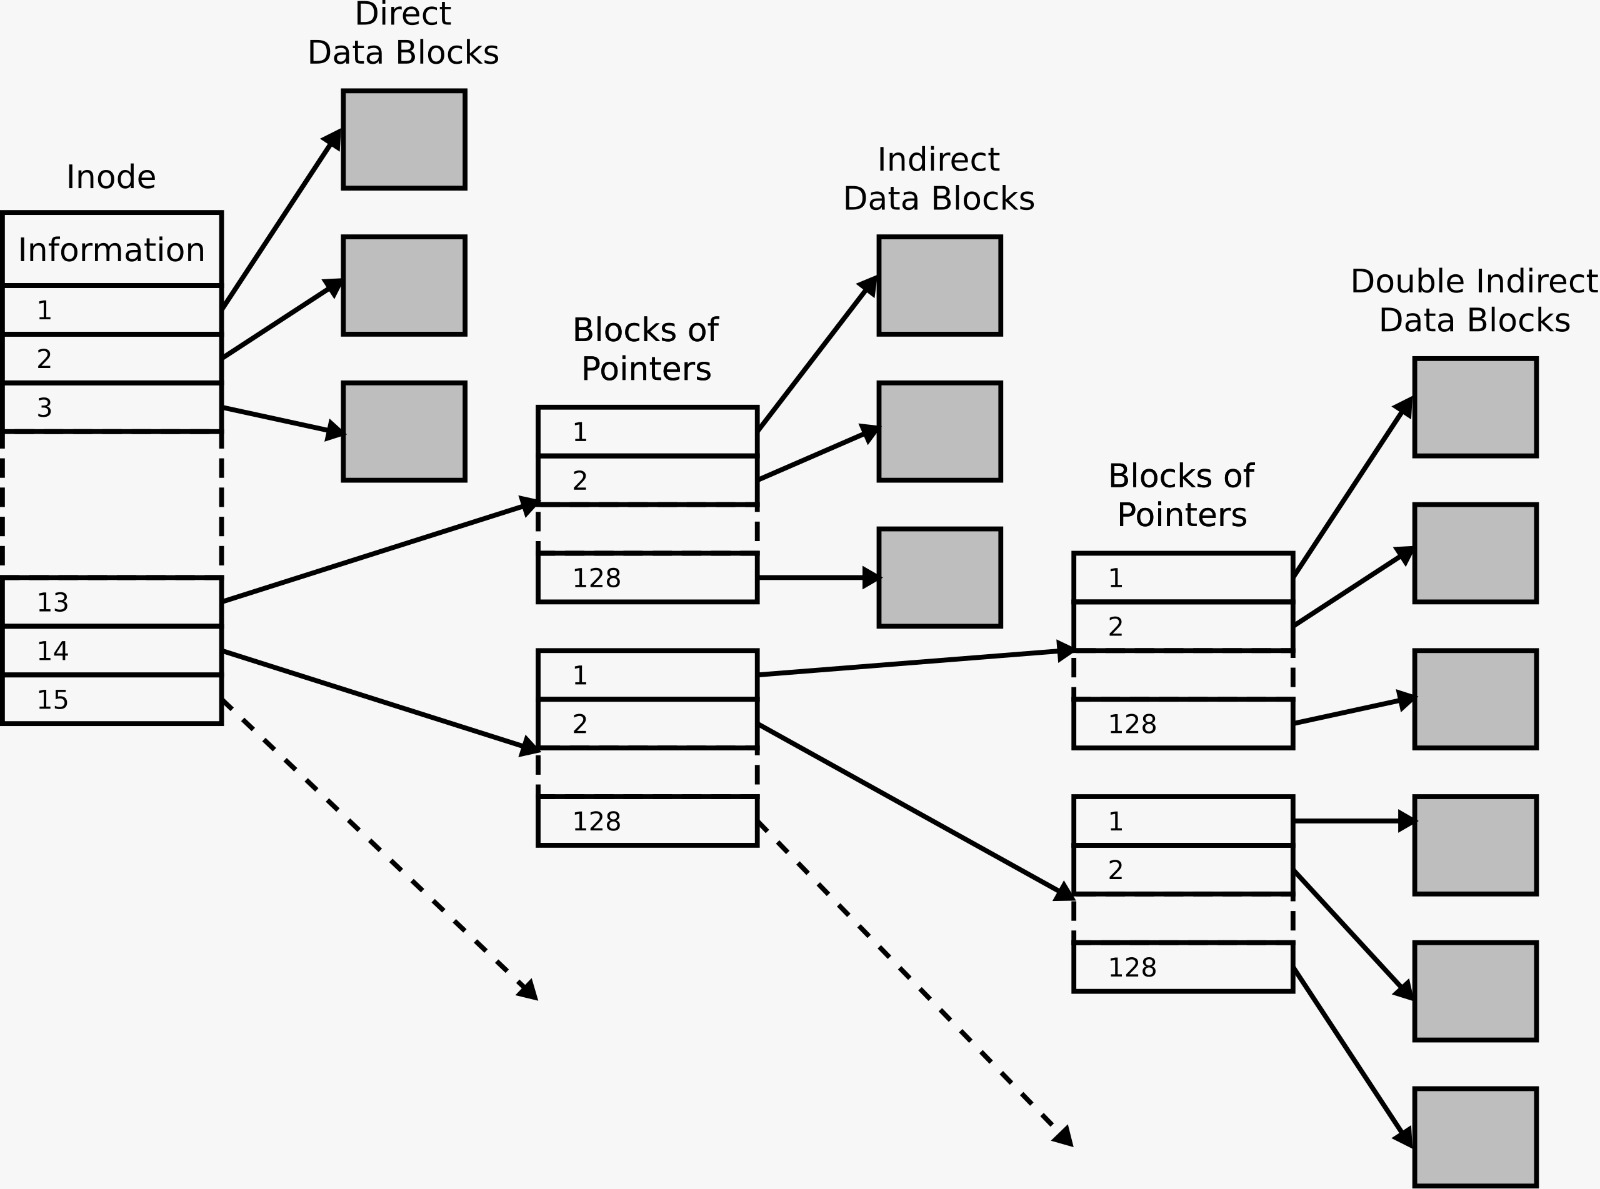 Direct
Data Blocks
Inode
Information
1
2
3
13
14
15
Blocks of
Pointers
1
2
128
1
2
128
Indirect
Data Blocks
Blocks of
Pointers
1
2
128
1
2
128
Double Indirect
Data Blocks